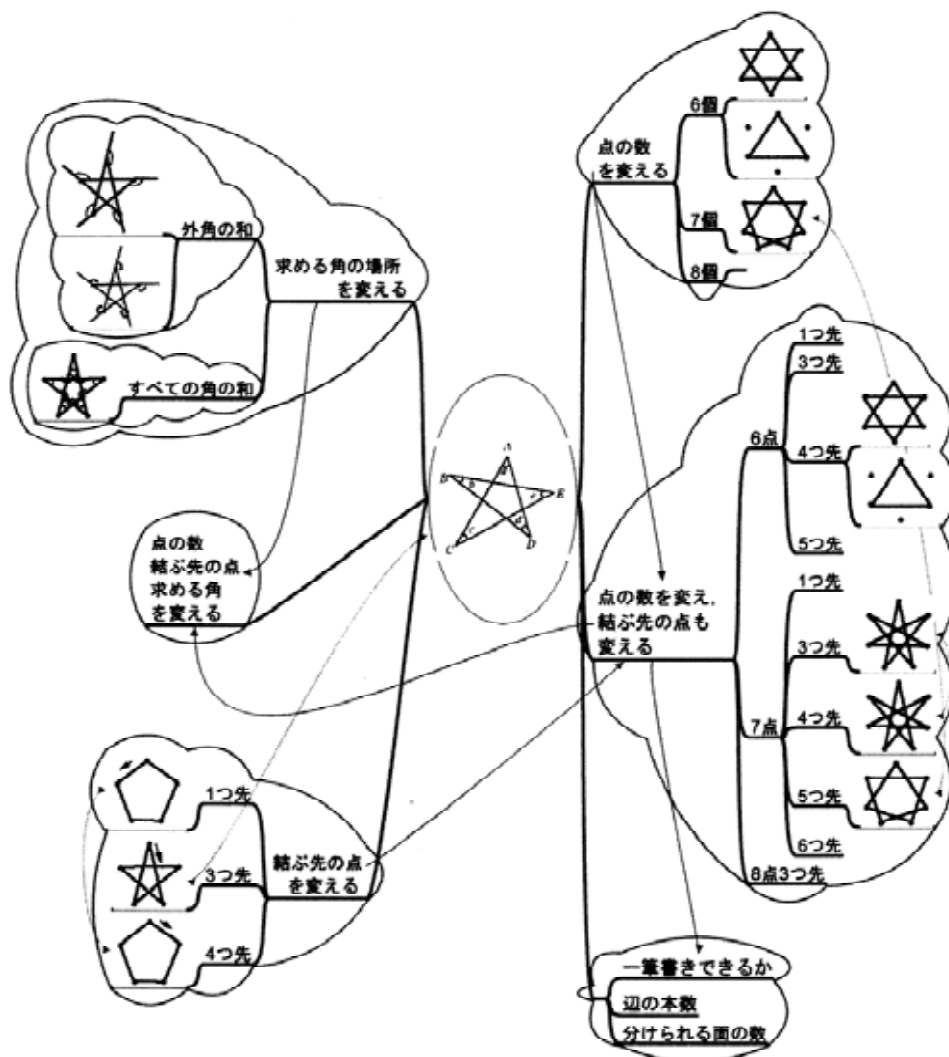 外角の和
すべての角の和
求める角の場所
を変える
点の数
を変える
6個
7個
8個
A
B
b
a
e
E
c
d
C
D
点の数
結ぶ先の点
求める角
を変える
点の数を変え，
結ぶ先の点も
変える
6点
1つ先
3つ先
4つ先
5つ先
7点
1つ先
3つ先
4つ先
5つ先
6つ先
8点3つ先
1つ先
3つ先
4つ先
結ぶ先の点
を変える
一筆書きできるか
辺の本数
分けられる面の数